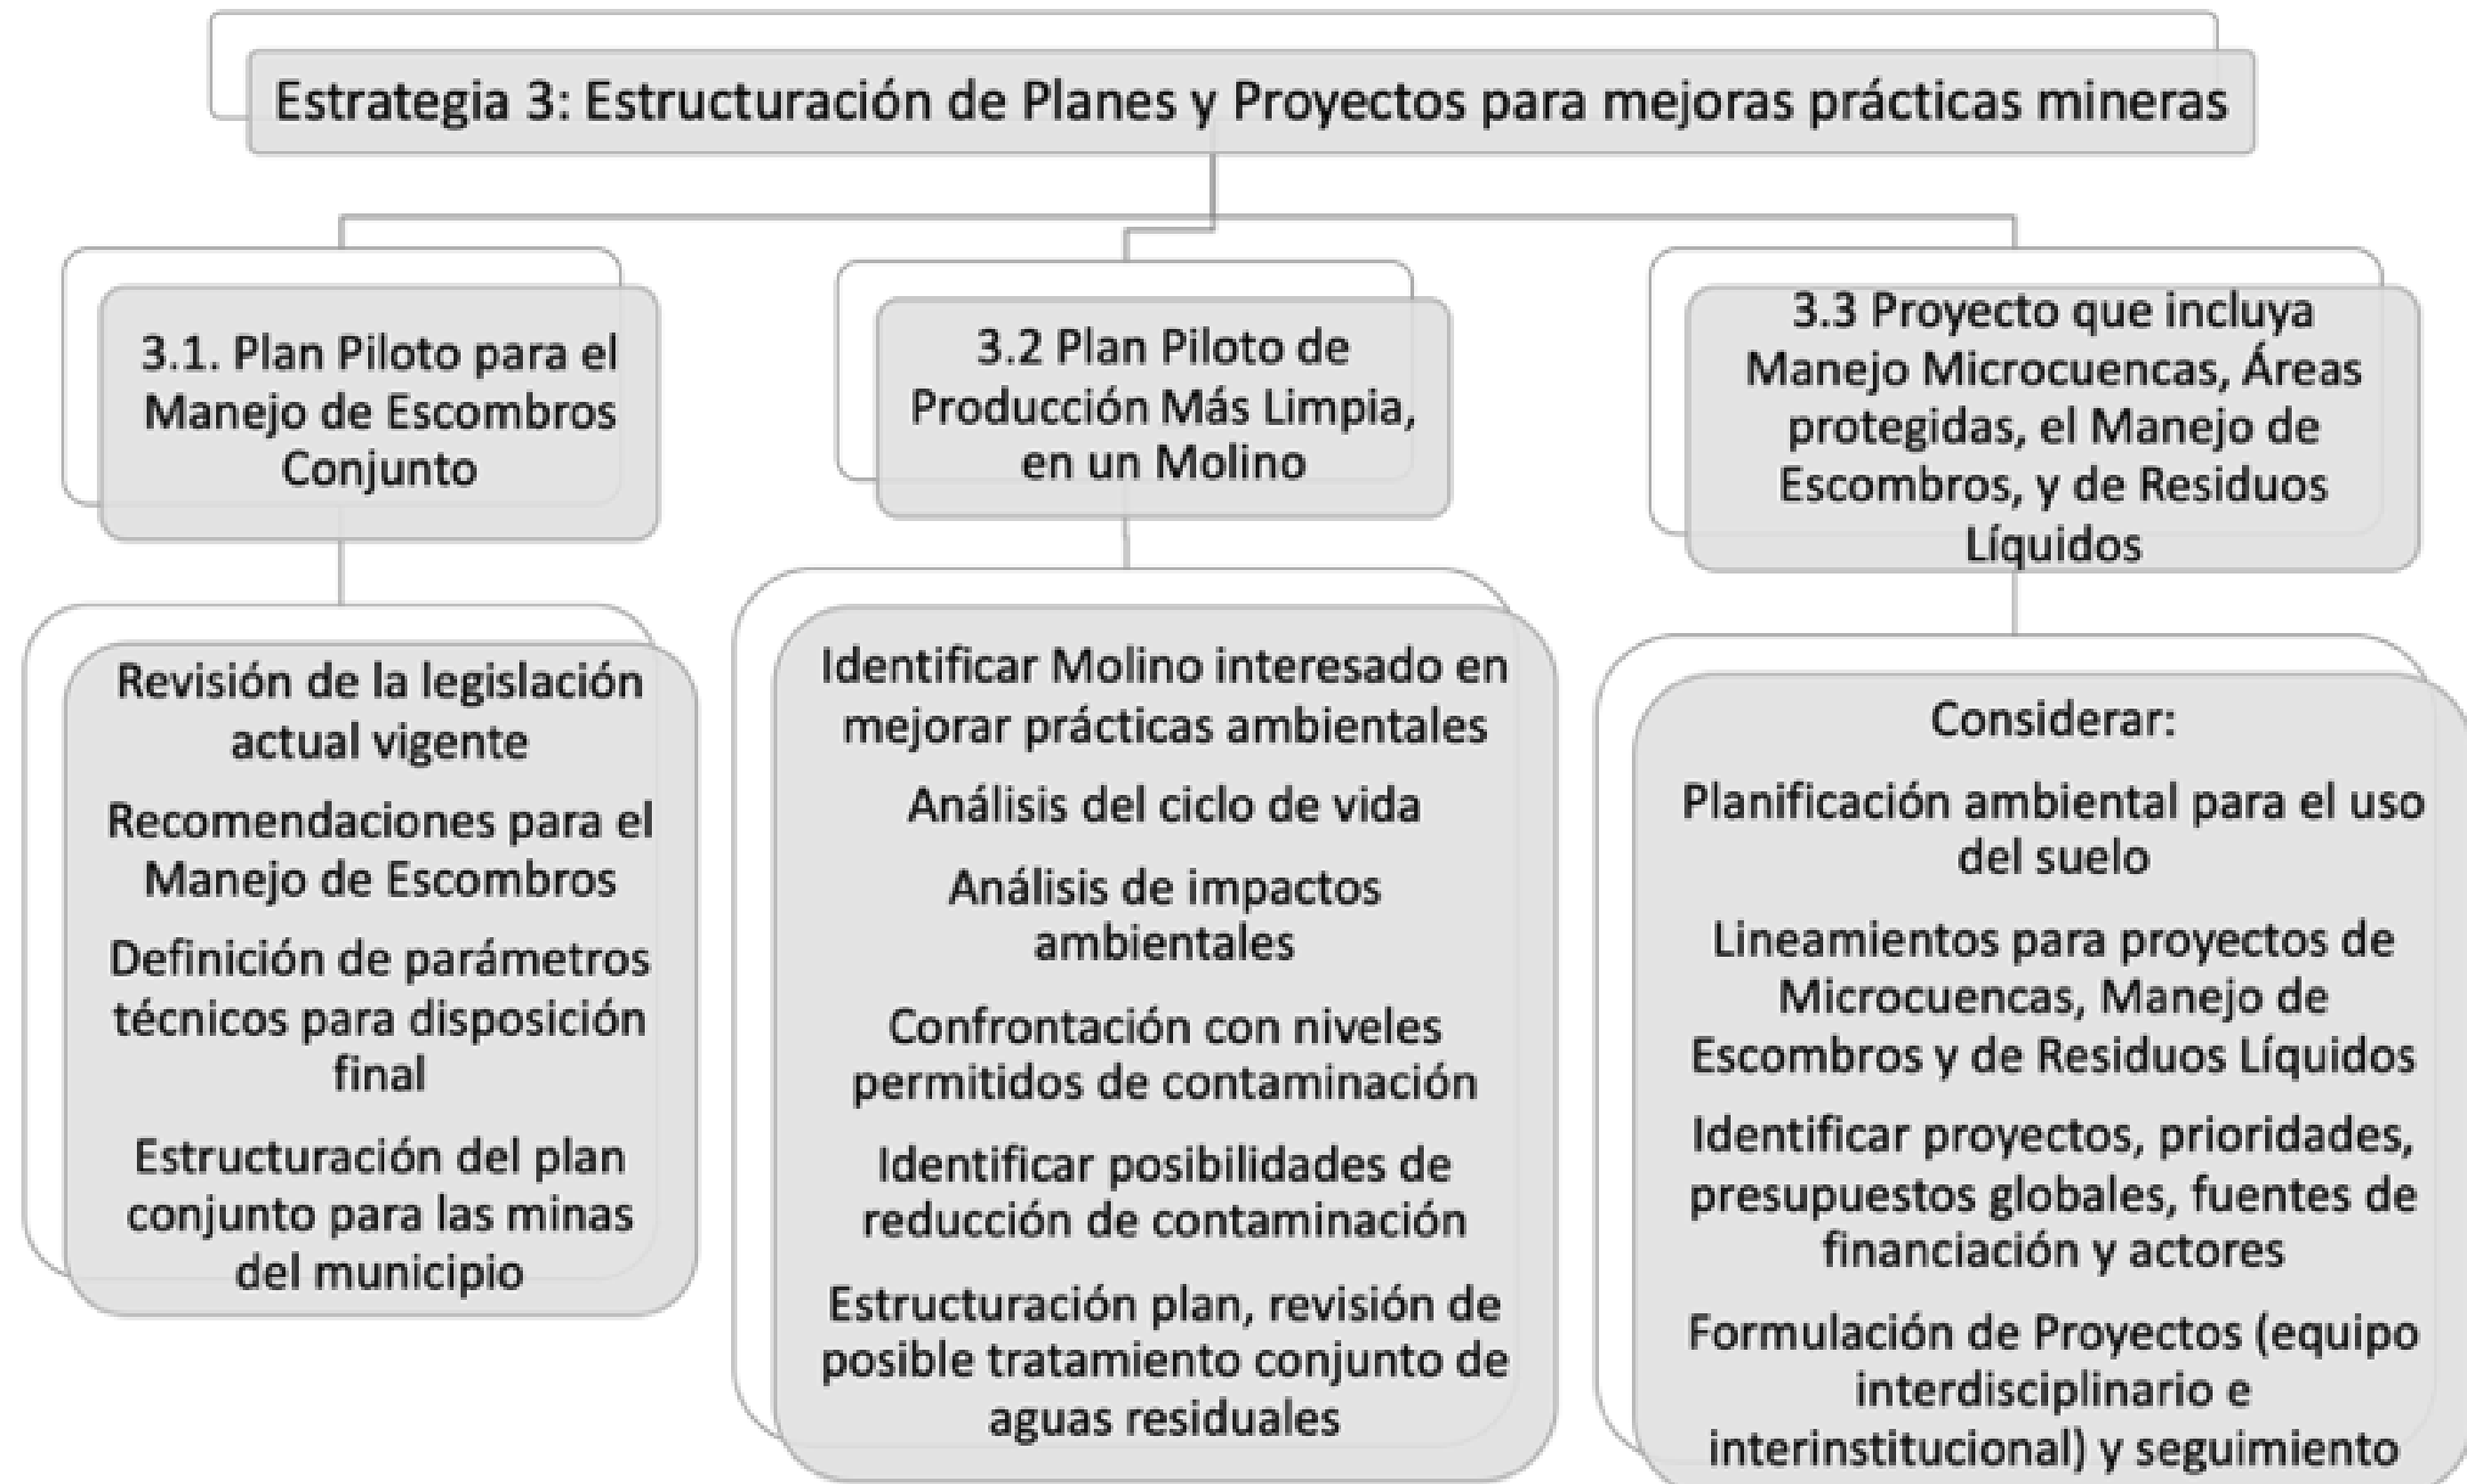 Estrategia 3: Estructuración de Planes y Proyectos para mejoras prácticas mineras
3.1. Plan Piloto para el
Manejo de Escombros
Conjunto
Revisión de la legislación
actual vigente
Recomendaciones para el
Manejo de Escombros
Definición de parámetros
técnicos para disposición
final
Estructuración del plan
conjunto para las minas
del municipio
3.2 Plan Piloto de
Producción Más Limpia,
en un Molino
Identificar Molino interesado en
mejorar prácticas ambientales
Análisis del ciclo de vida
Análisis de impactos
ambientales
Confrontación con niveles
permitidos de contaminación
Identificar posibilidades de
reducción de contaminación
Estructuración plan, revisión de
posible tratamiento conjunto de
aguas residuales
3.3 Proyecto que incluya
Manejo Microcuencas, Áreas
protegidas, el Manejo de
Escombros, y de Residuos
Líquidos
Considerar:
Planificación ambiental para el uso
del suelo
Lineamientos para proyectos de
Microcuencas, Manejo de
Escombros y de Residuos Líquidos
Identificar proyectos, prioridades,
presupuestos globales, fuentes de
financiación y actores
Formulación de Proyectos (equipo
interdisciplinario e
interinstitucional) y seguimiento